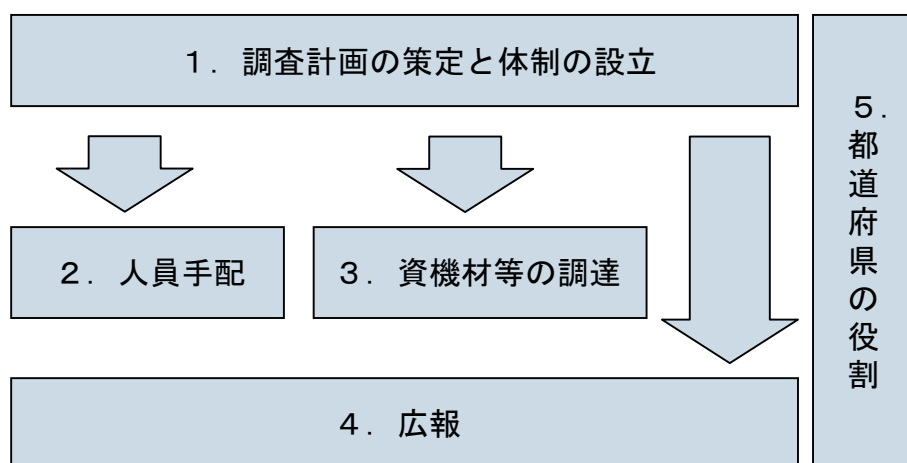 １．調査計画の策定と体制の設立
２．人員手配
３．資機材等の調達
４．広報
５．都道府県の役割